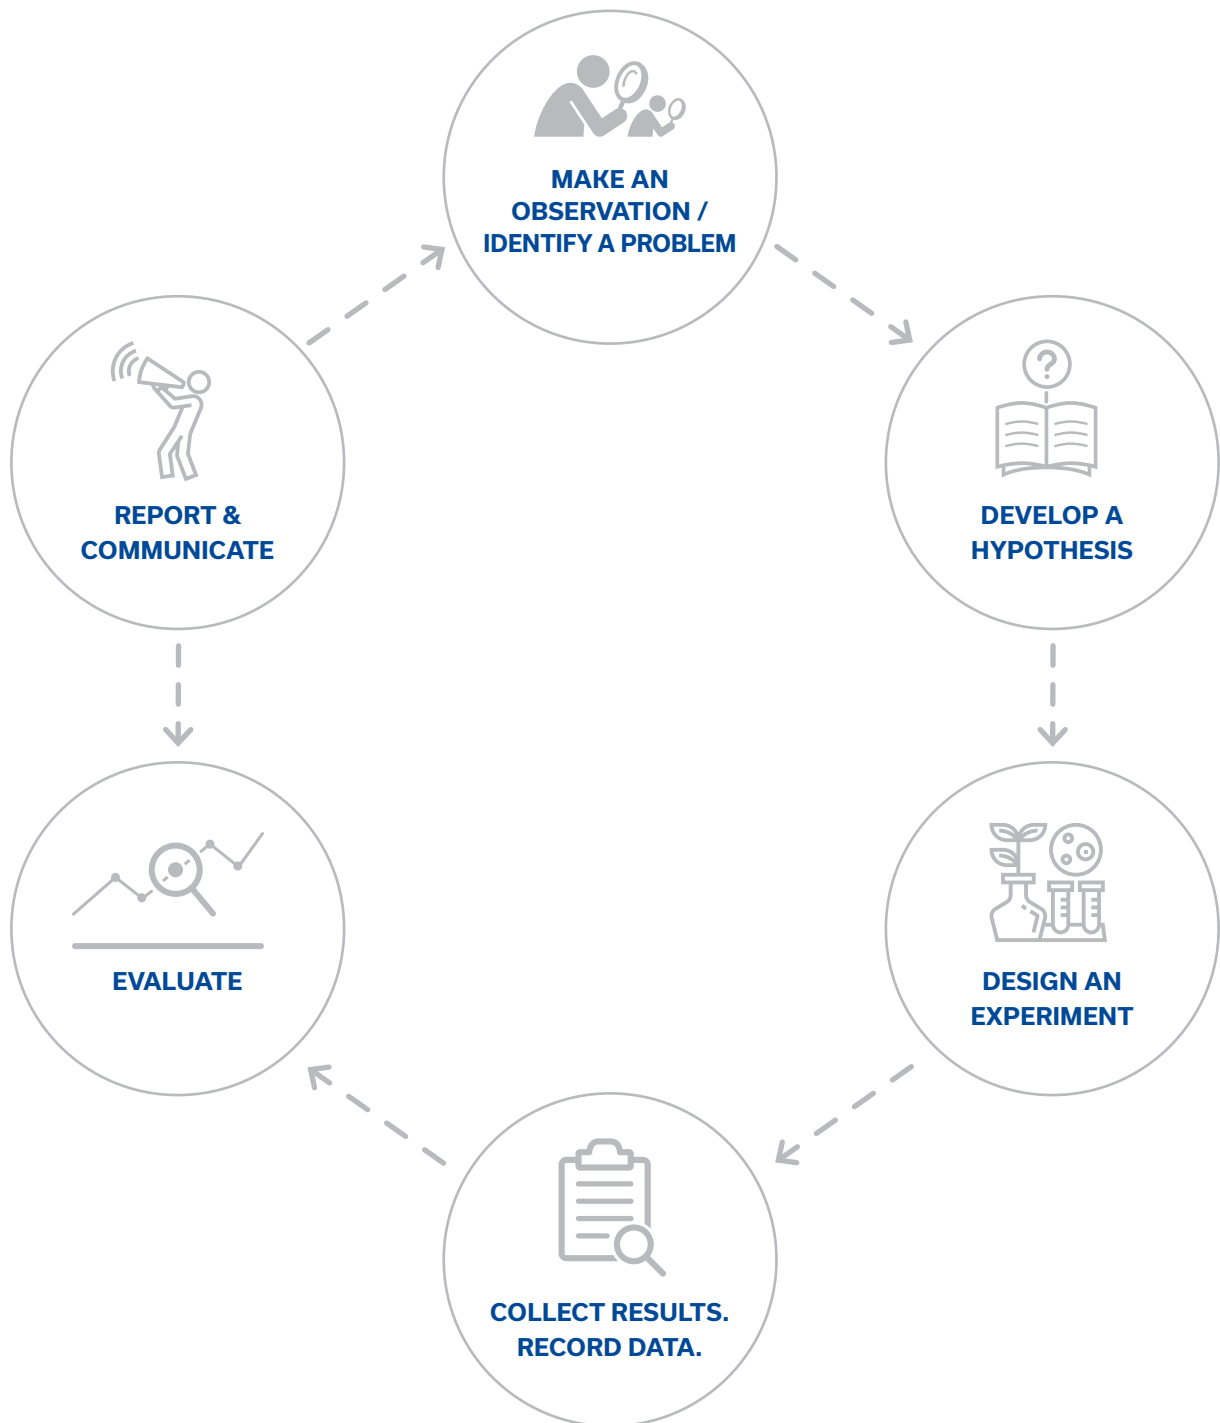 MAKE AN
OBSERVATION /
IDENTIFY A PROBLEM
DEVELOP A
HYPOTHESIS
DESIGN AN
EXPERIMENT
COLLECT RESULTS.
RECORD DATA.
EVALUATE
REPORT &
COMMUNICATE
?